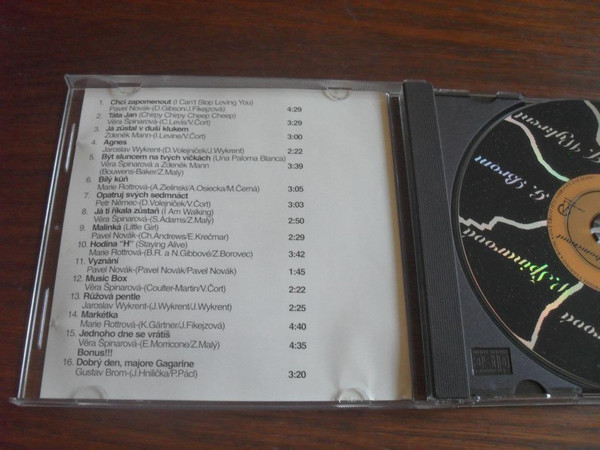 1. Chci zapomenout (I Can't Stop Loving You)
Pavel Novák-(D.Gibson/J.Fikejzová) 4:29
2. Táta Jan (Chirpy Chirpy Cheep Cheep)
Věra Špinarová-(C.Levis/V.Čort) 3:29
3. Já zůstal v duši klukem
Zdeněk Mann-(I.Levine/V.Čort) 3:00
4. Agnes
Jaroslav Wykrent-(D.Volejníček/J.Wykrent) 2:22
5. Být sluncem na tvých víčkách (Una Paloma Blanca)
Věra Špinarová a Zdeněk Mann 3:39
(Bouwens-Baker/Z.Malý)
6. Bílý kůň
Marie Rottrová-(A.Zielinski/A.Osiecka/M.Černá) 3:05
7. Opatruj svých sedmnáct
Petr Němec-(D.Volejníček/V.Čort) 3:03
8. Já ti říkala zůstaň (I Am Walking)
Věra Špinarová-(S.Adams/Z.Malý) 2:50
9. Malinká (Little Girl)
Pavel Novák-(Ch.Andrews/E.Krečmar) 2:29
10. Hodina "H" (Staying Alive)
Marie Rottrová-(B.R. a N.Gibbové/Z.Borovec) 3:42
11. Vyznání
Pavel Novák-(Pavel Novák/Pavel Novák) 1:45
12. Music Box
Věra Špinarová-(Coulter-Martin/V.Čort) 2:22
13. Růžová pentle
Jaroslav Wykrent-(J.Wykrent/J.Wykrent) 2:25
14. Markétka
Marie Rottrová-(K.Gärtner/J.Fikejzová) 4:40
15. Jednoho dne se vrátíš
Věra Špinarová-(E.Morricone/Z.Malý) 4:35
Bonus!!!
16. Dobrý den, majore Gagarine
Gustav Brom-(J.Hnilička/P.Pácl) 3:20
J. Wykrent
G. Brom
V. Špinarová